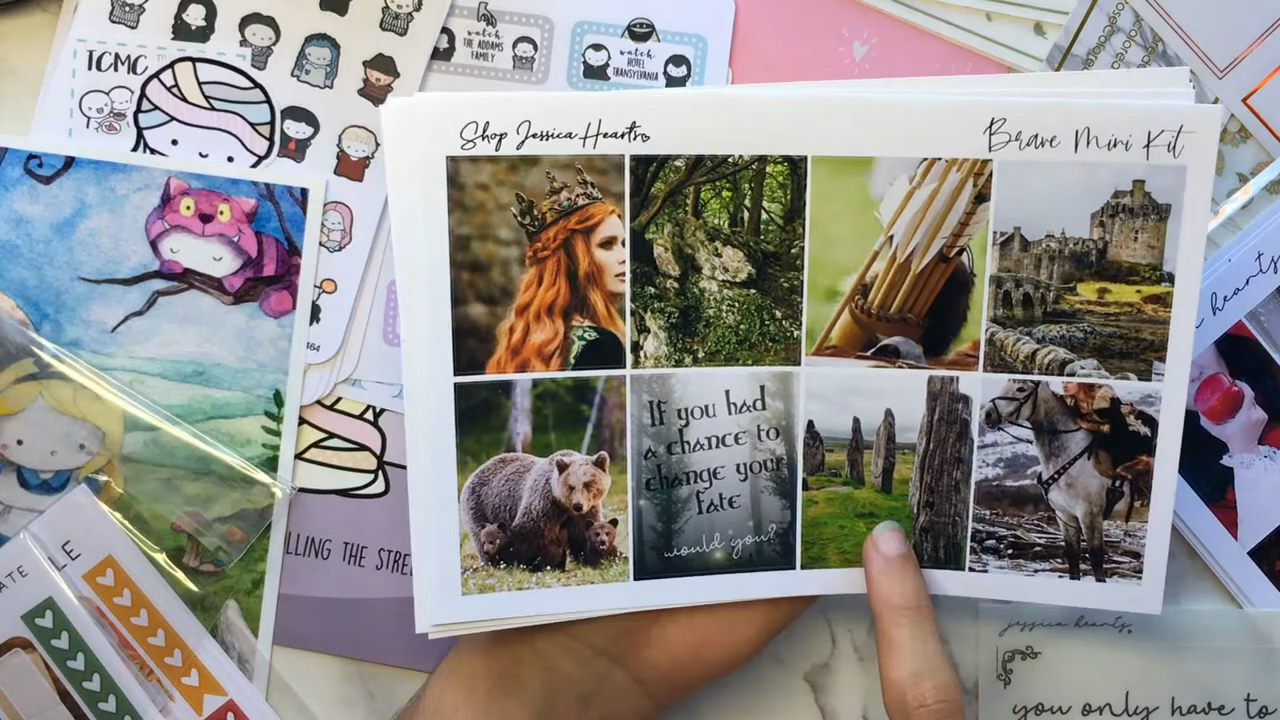 TCMC
watch
THE ADDAMS
FAMILY
watch
HOTEL
TRANSYLVANIA
Shop Jessica Hearts
Brave Mini Kit
If you had
a chance to
change your
fate
would you?
LLING THE STRE
hearts
jessica hearts
you only have to